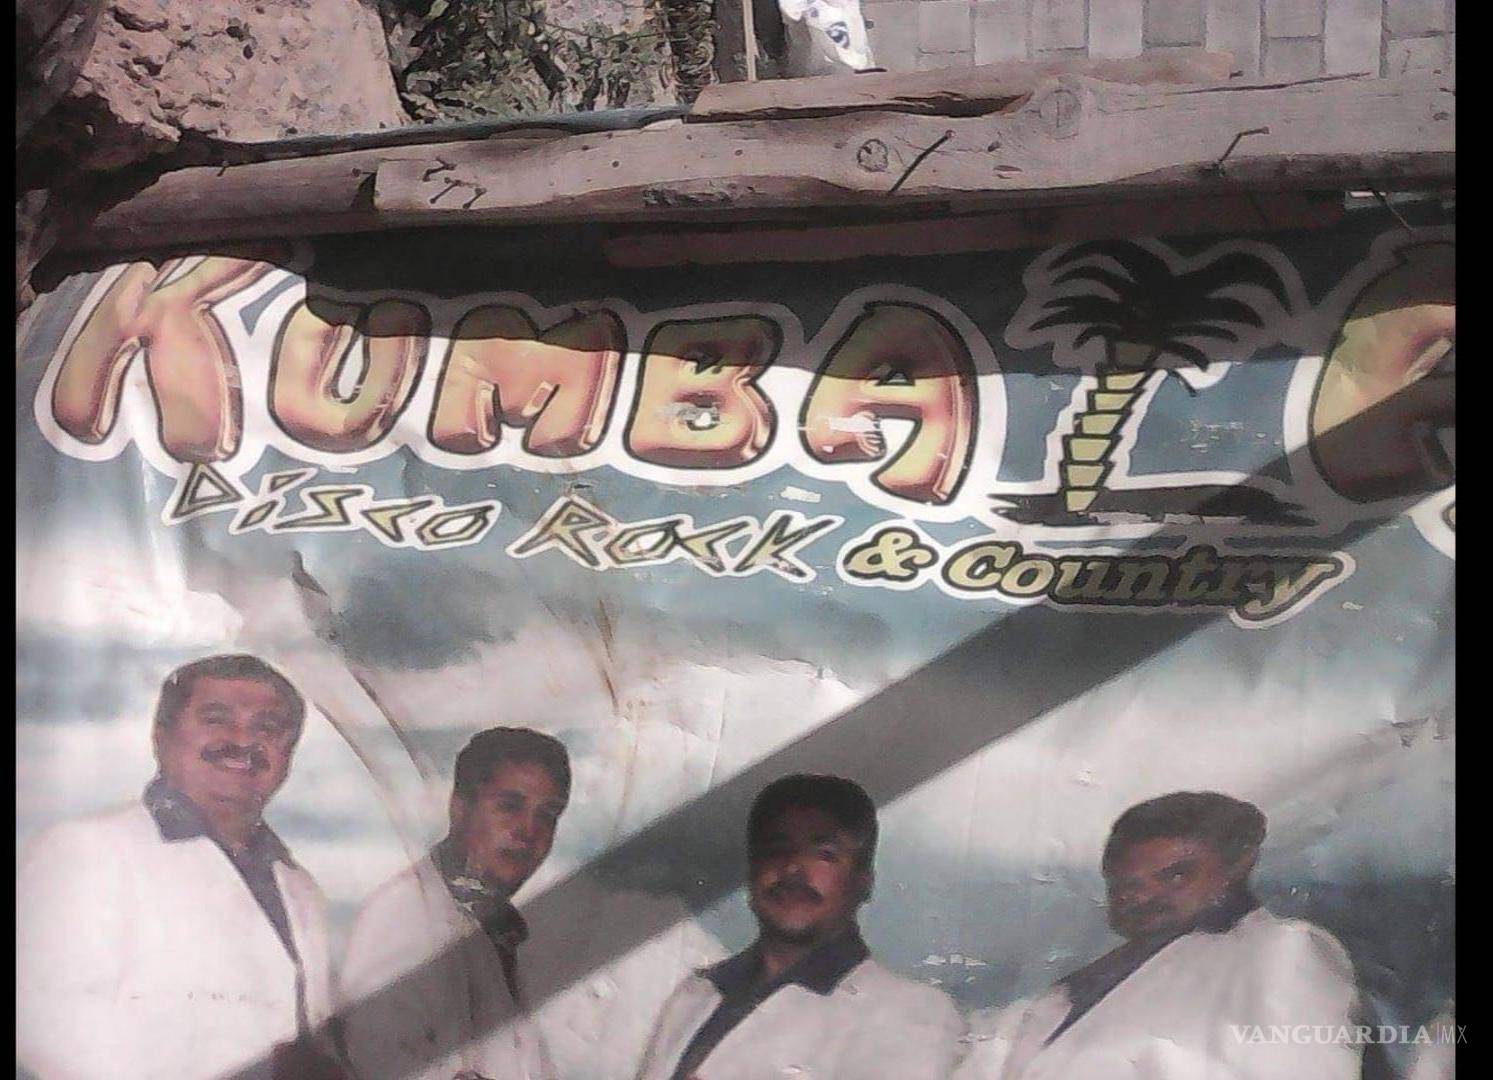 KUMBA
Disco Rock & Country
VANGUARDIA|MX